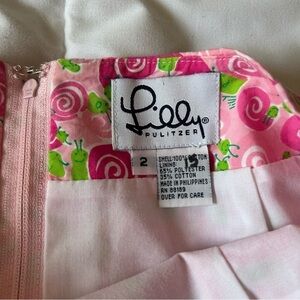 Lilly®
PULITZER
2
SHELL:100% COTTON
LINING:
65% POLYESTER
35% COTTON
MADE IN PHILIPPINES
RN 88189
OVER FOR CARE